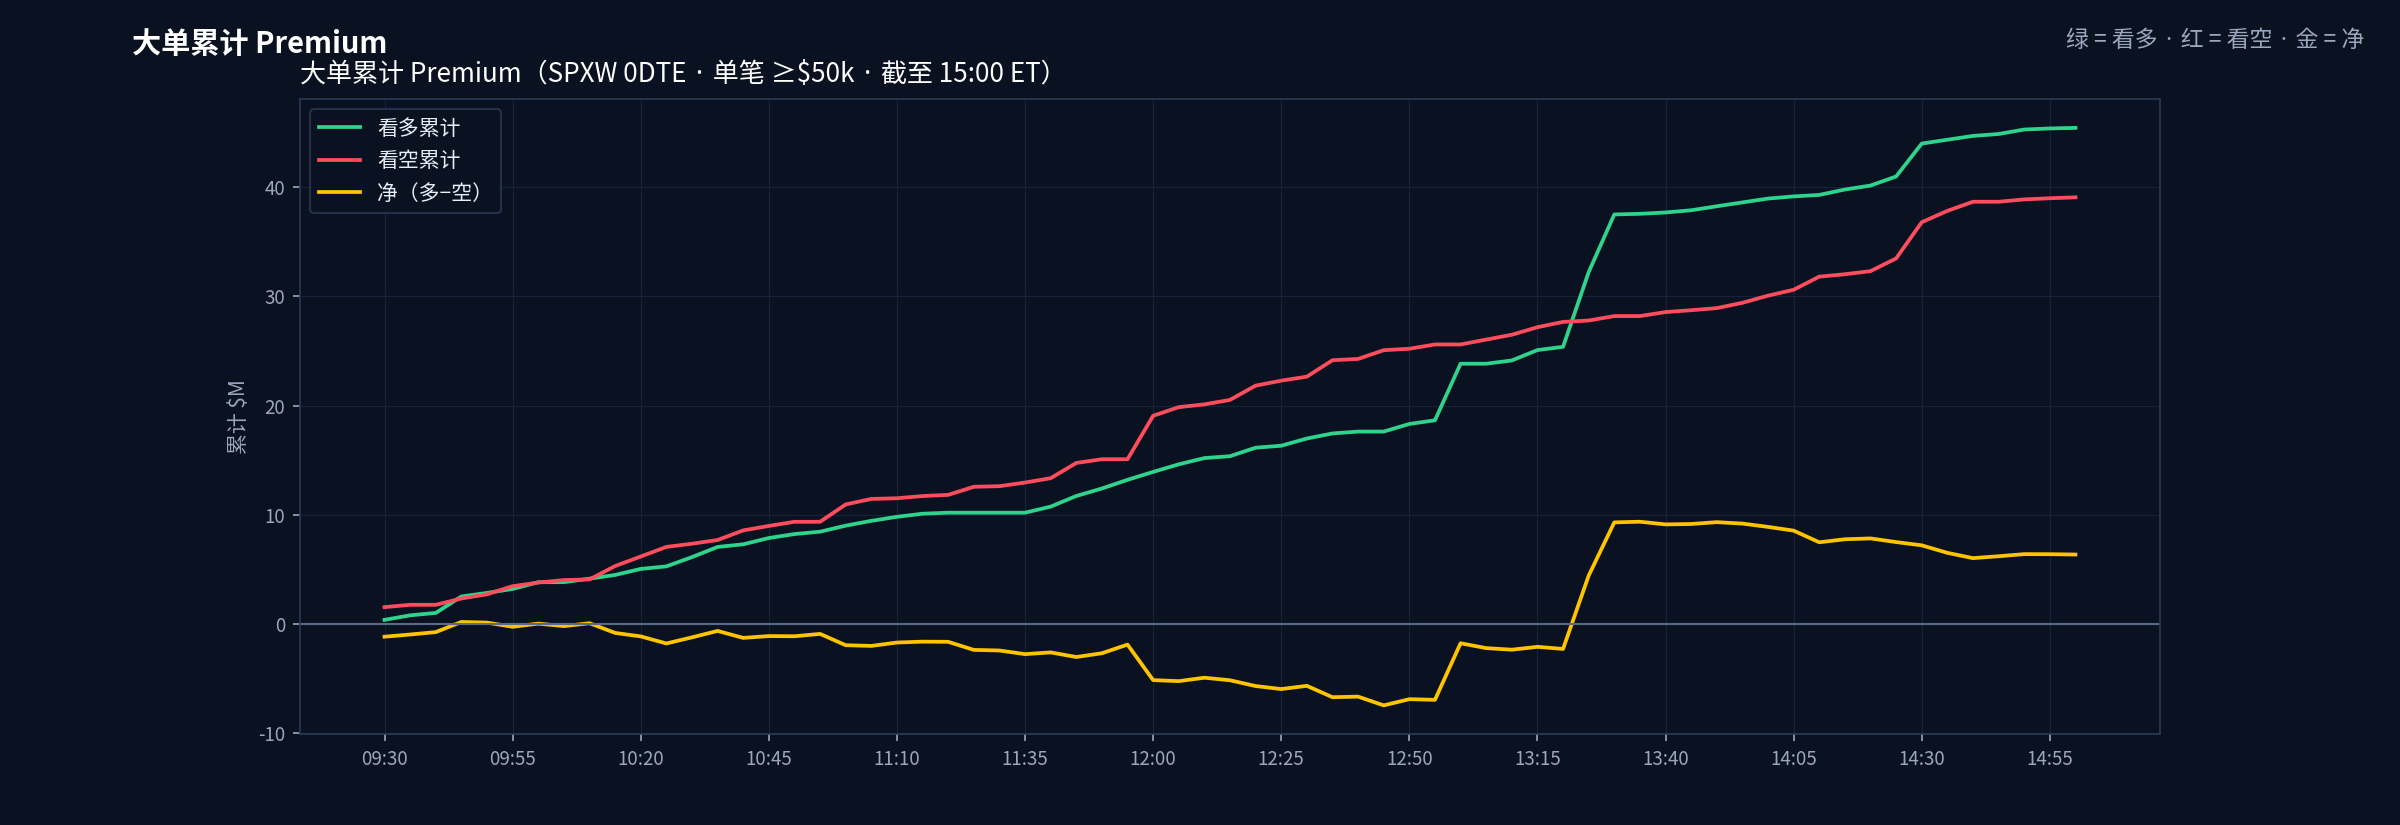 大单累计 Premium
绿 = 看多 · 红 = 看空 · 金 = 净
大单累计 Premium（SPXW 0DTE · 单笔 ≥$50k · 截至 15:00 ET）
看多累计
看空累计
净（多−空）
累计 $M
40
30
20
10
0
-10
09:30 09:55 10:20 10:45 11:10 11:35 12:00 12:25 12:50 13:15 13:40 14:05 14:30 14:55